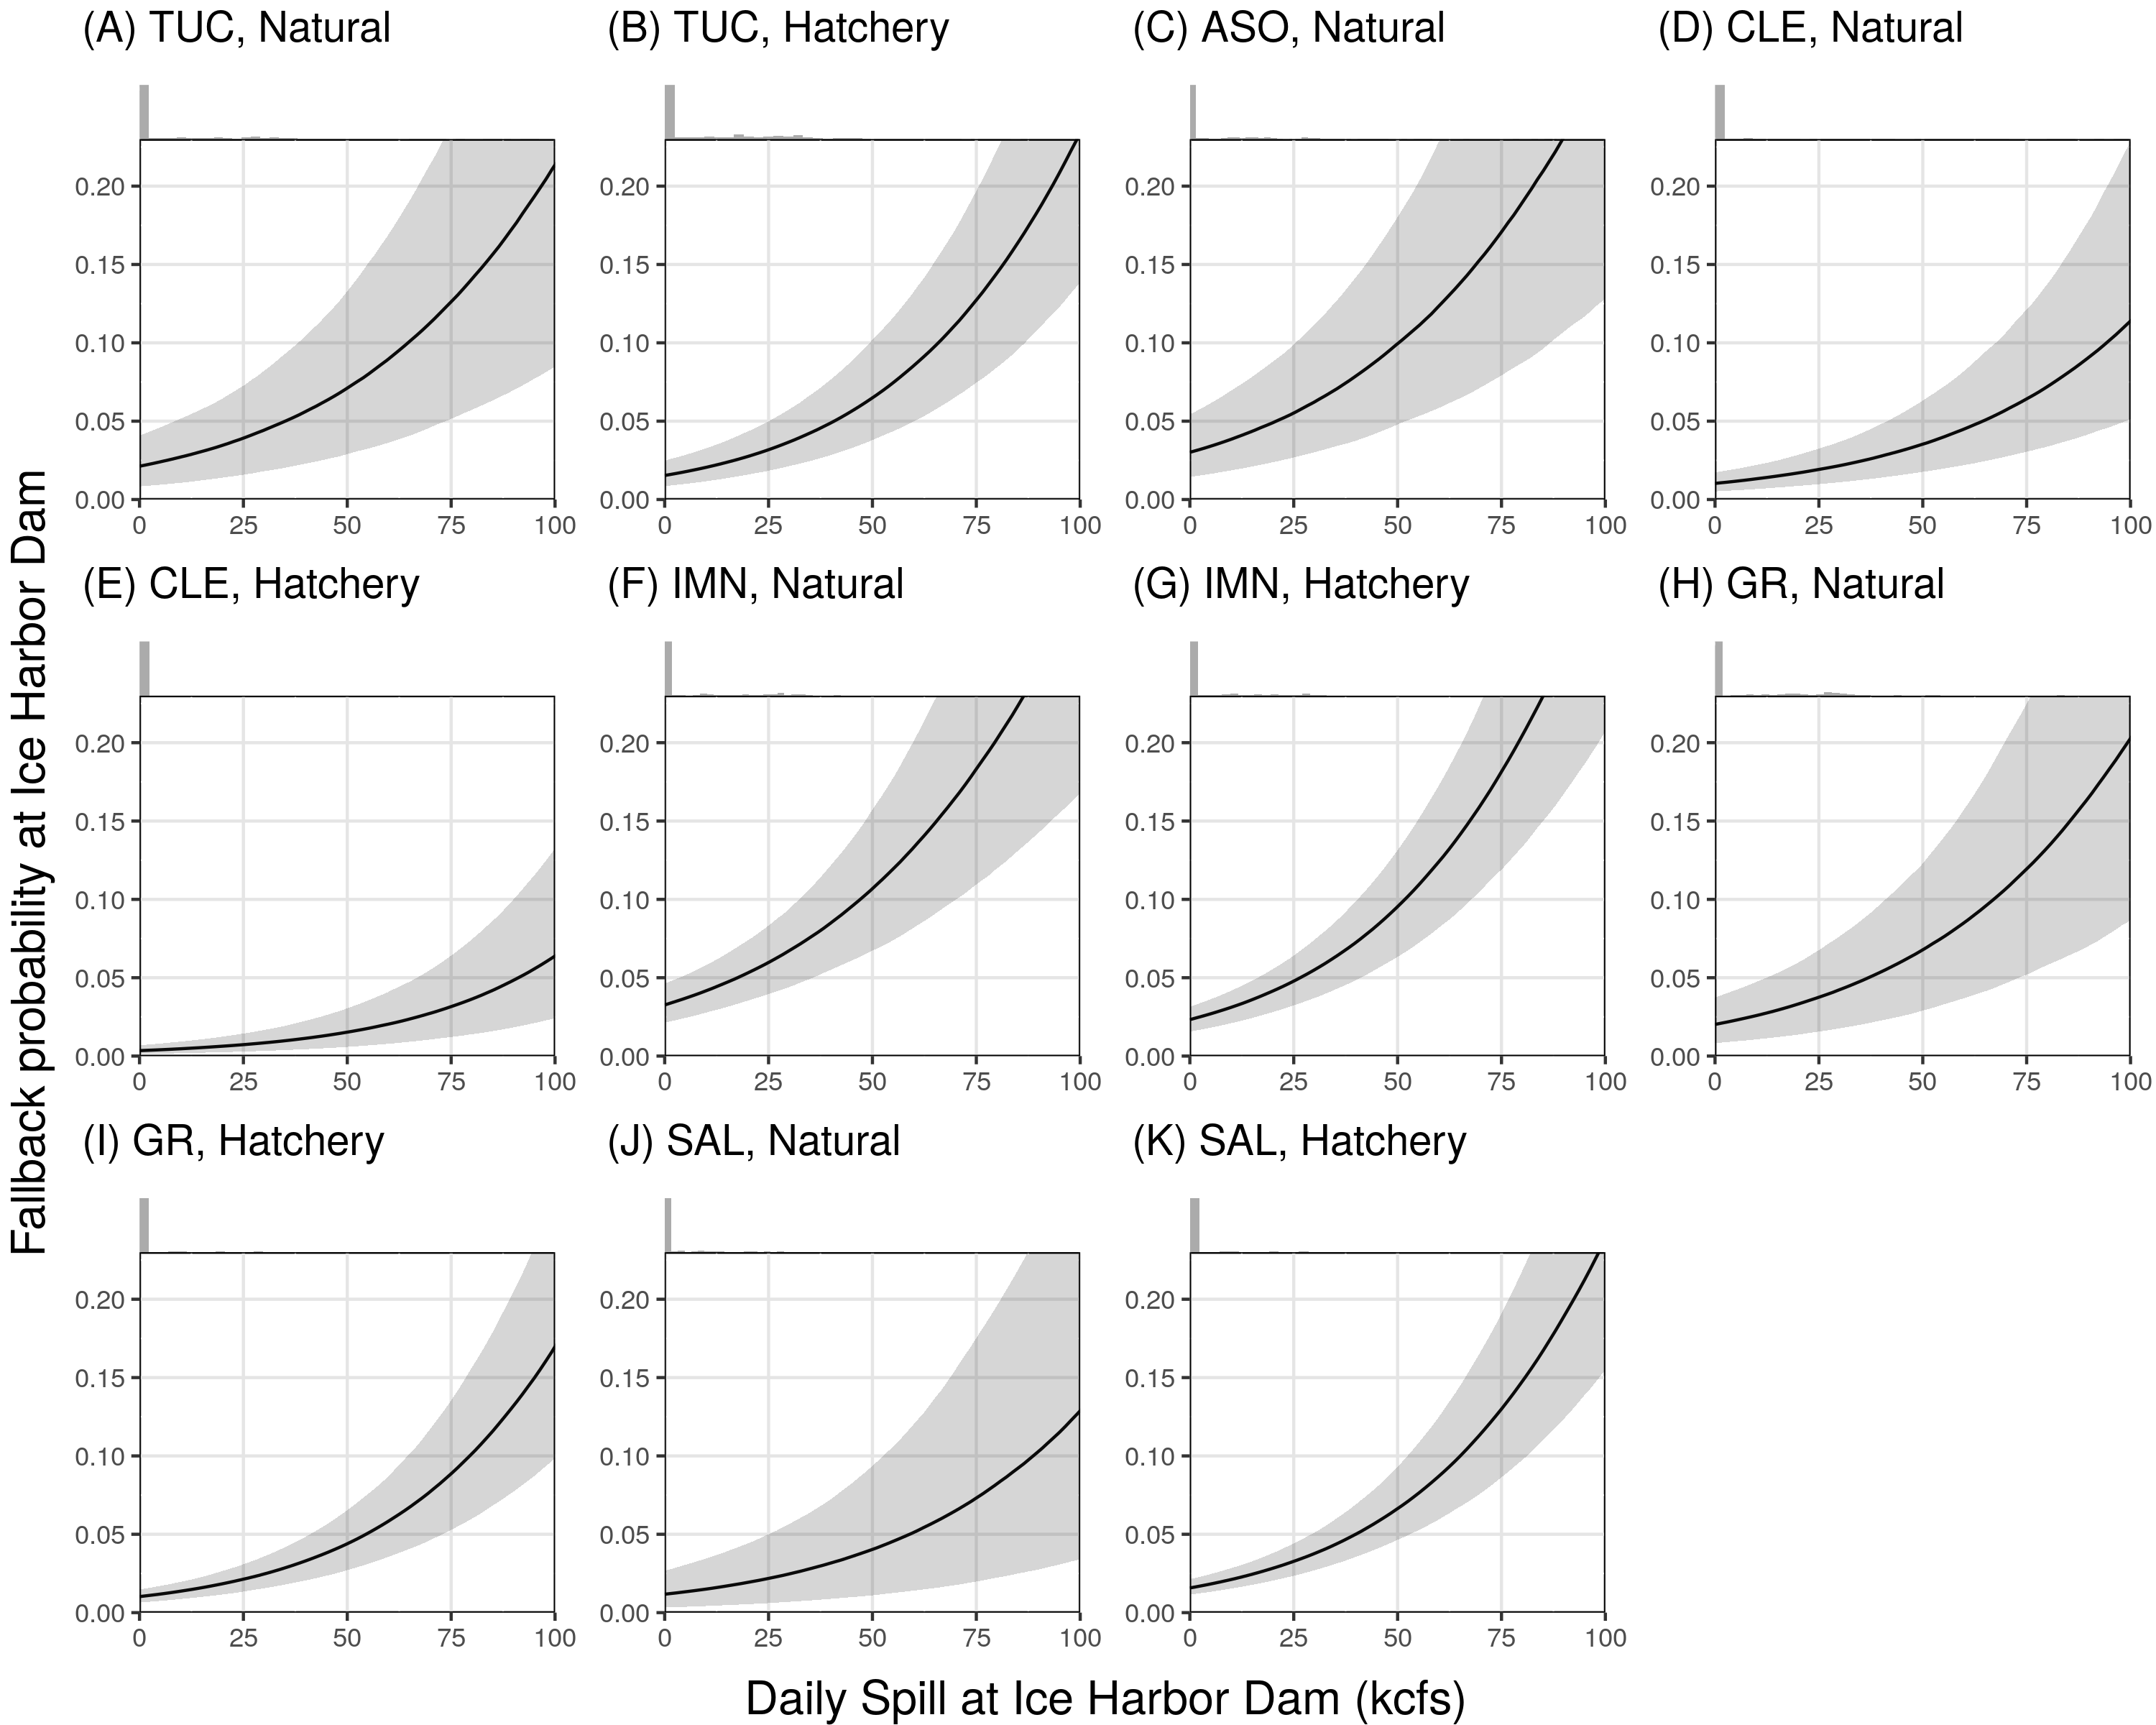 (A) TUC, Natural
(B) TUC, Hatchery
(C) ASO, Natural
(D) CLE, Natural
0.20
0.15
0.10
0.05
0.00
0 25 50 75 100
0.20
0.15
0.10
0.05
0.00
0 25 50 75 100
0.20
0.15
0.10
0.05
0.00
0 25 50 75 100
0.20
0.15
0.10
0.05
0.00
0 25 50 75 100
Fallback probability at Ice Harbor Dam
(E) CLE, Hatchery
(F) IMN, Natural
(G) IMN, Hatchery
(H) GR, Natural
0.20
0.15
0.10
0.05
0.00
0 25 50 75 100
0.20
0.15
0.10
0.05
0.00
0 25 50 75 100
0.20
0.15
0.10
0.05
0.00
0 25 50 75 100
0.20
0.15
0.10
0.05
0.00
0 25 50 75 100
(I) GR, Hatchery
(J) SAL, Natural
(K) SAL, Hatchery
0.20
0.15
0.10
0.05
0.00
0 25 50 75 100
0.20
0.15
0.10
0.05
0.00
0 25 50 75 100
0.20
0.15
0.10
0.05
0.00
0 25 50 75 100
Daily Spill at Ice Harbor Dam (kcfs)